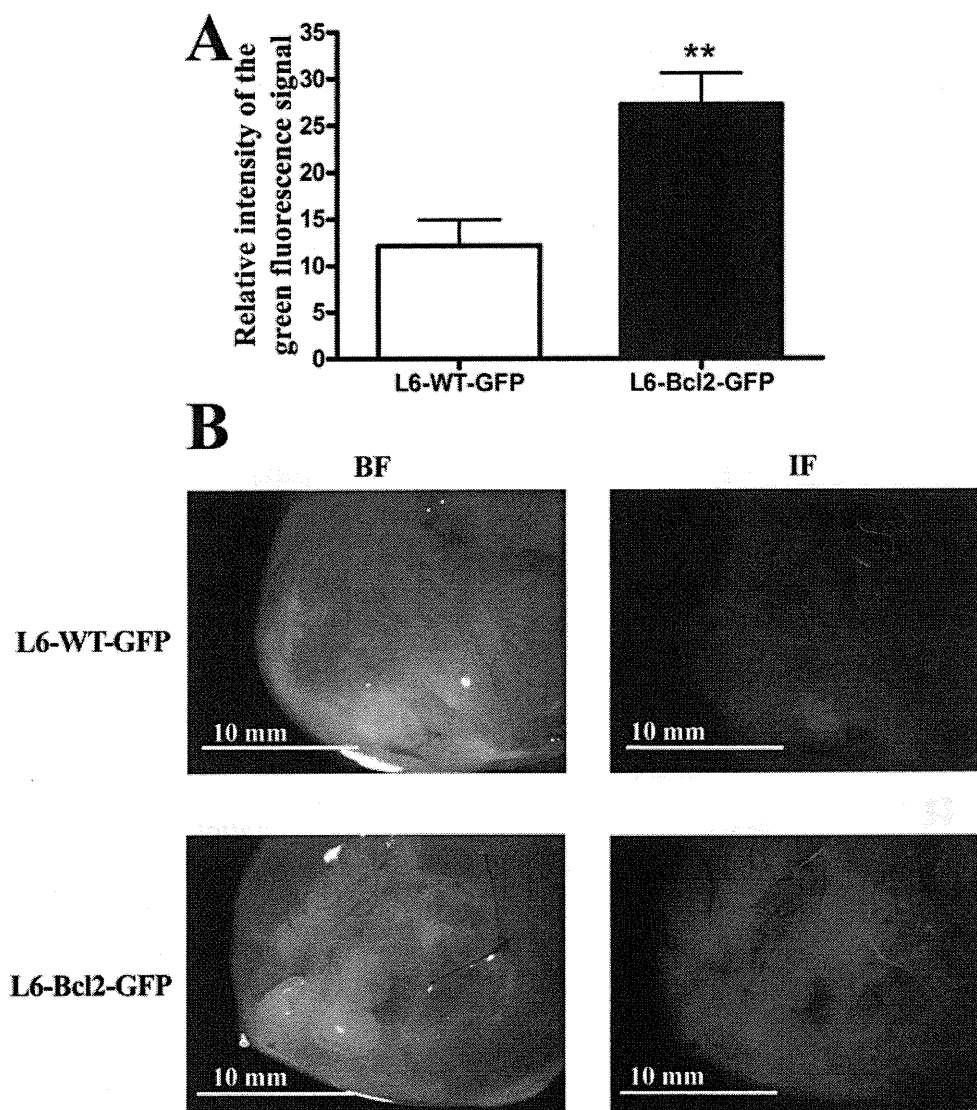 A
Relative intensity of the
green fluorescence signal
35
30
25
20
15
10
5
0
**
L6-WT-GFP
L6-Bcl2-GFP
B
BF
IF
L6-WT-GFP
10 mm
10 mm
L6-Bcl2-GFP
10 mm
10 mm